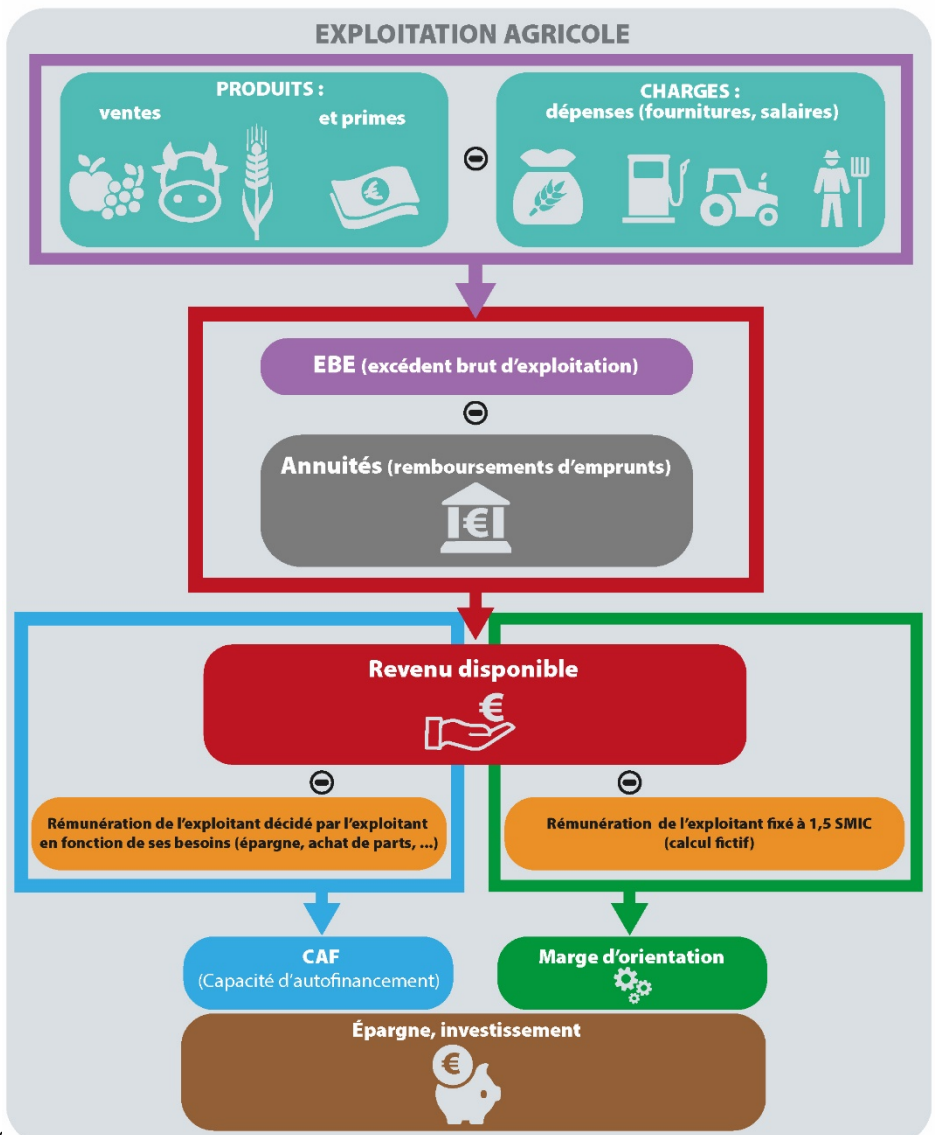 EXPLOITATION AGRICOLE
PRODUITS :
ventes
et primes
CHARGES :
dépenses (fournitures, salaires)
EBE (excédent brut d'exploitation)
Annuités (remboursements d'emprunts)
Revenu disponible
Rémunération de l'exploitant décidé par l'exploitant
en fonction de ses besoins (épargne, achat de parts, ...)
Rémunération de l'exploitant fixé à 1,5 SMIC
(calcul fictif)
CAF
(Capacité d'autofinancement)
Marge d'orientation
Épargne, investissement